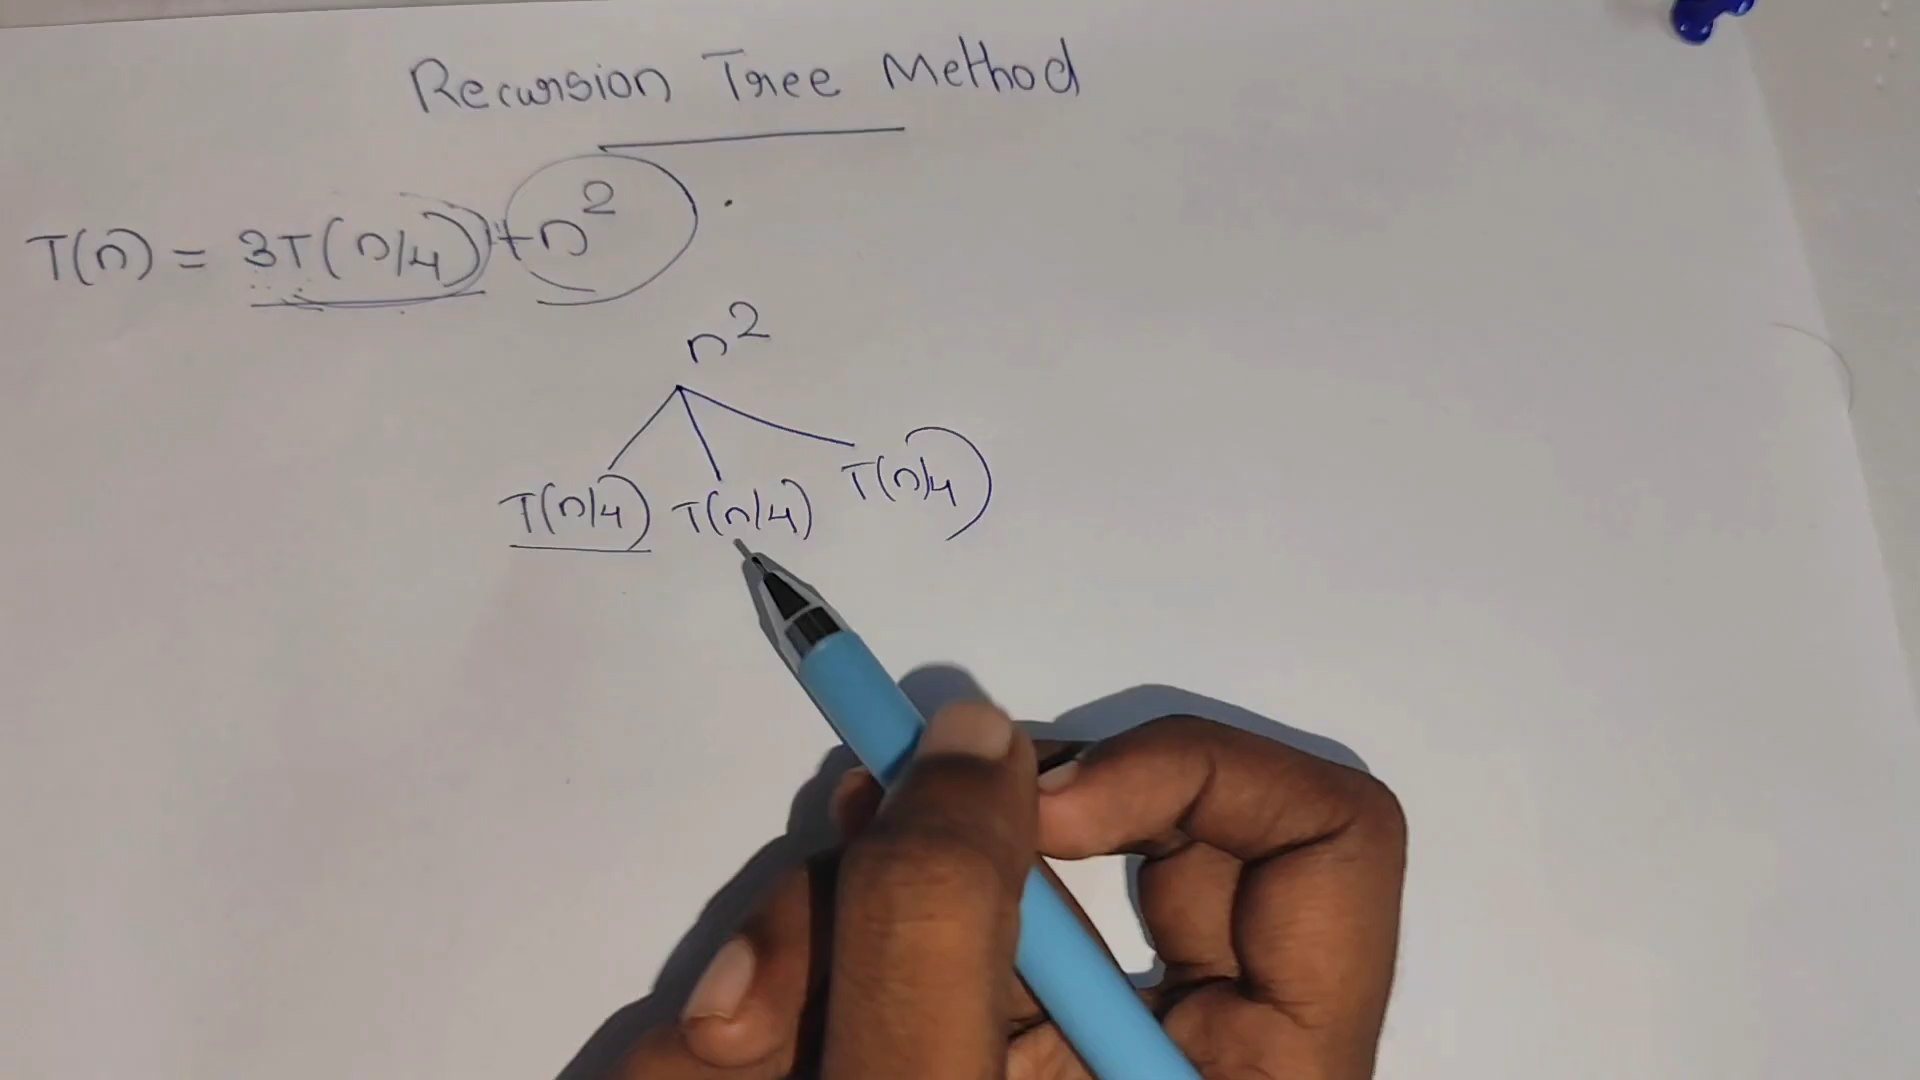 Recursion Tree Method
T(n) = 3T(n/4) + n²
n²
T(n/4) T(n/4) T(n/4)